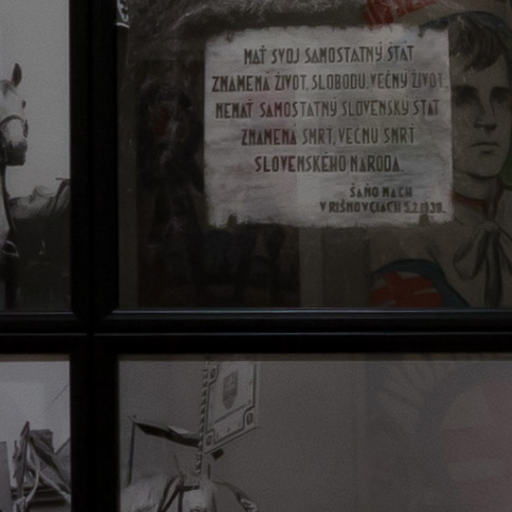 MAŤ SVOJ SAMOSTATNÝ ŠTÁT
ZNAMENÁ ŽIVOT, SLOBODU, VEČNÝ ŽIVOT.
NEMAŤ SAMOSTATNÝ SLOVENSKÝ ŠTÁT
ZNAMENÁ SMRŤ, VEČNÚ SMRŤ
SLOVENSKÉHO NÁRODA.
ŠAŇO MACH
V RIŠŇOVCIACH 5.2.1939.